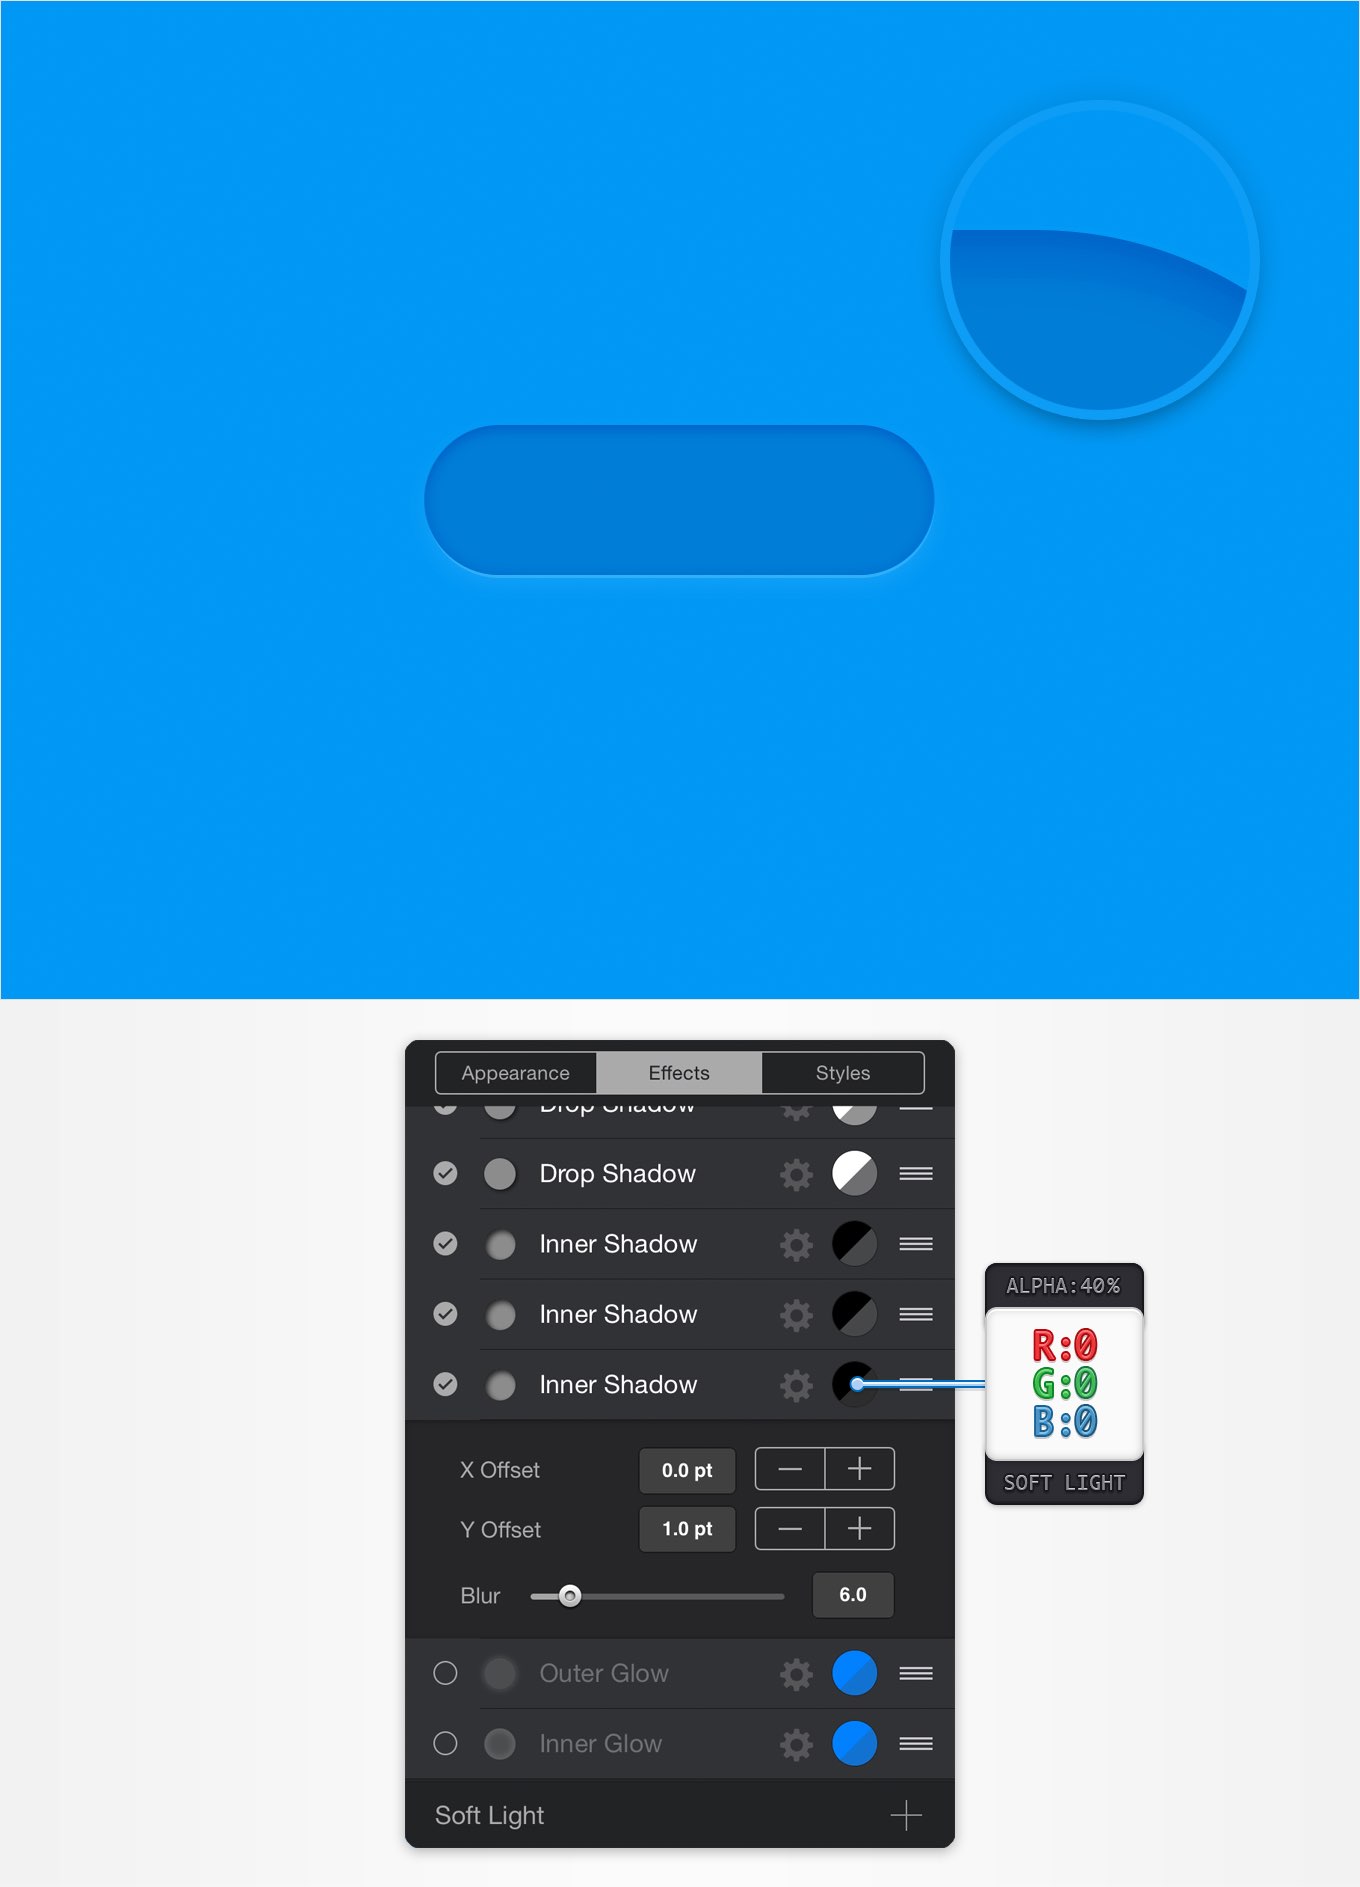 Appearance Effects Styles
Drop Shadow
Drop Shadow
Inner Shadow
Inner Shadow
Inner Shadow
ALPHA:40%
R:0
G:0
B:0
SOFT LIGHT
X Offset 0.0 pt
Y Offset 1.0 pt
Blur 6.0
Outer Glow
Inner Glow
Soft Light